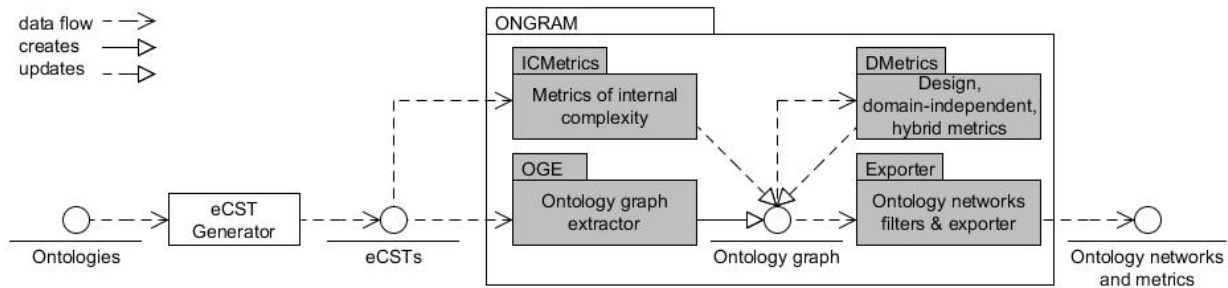 data flow
creates
updates
ONGRAM
ICMetrics
Metrics of internal
complexity
DMetrics
Design,
domain-independent,
hybrid metrics
OGE
Ontology graph
extractor
Exporter
Ontology networks
filters & exporter
eCST
Generator
Ontologies
eCSTs
Ontology graph
Ontology networks
and metrics